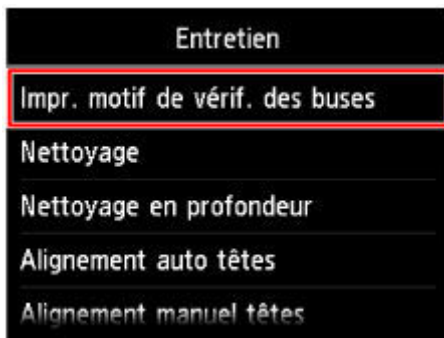 Entretien
Impr. motif de vérif. des buses
Nettoyage
Nettoyage en profondeur
Alignement auto têtes
Alignement manuel têtes